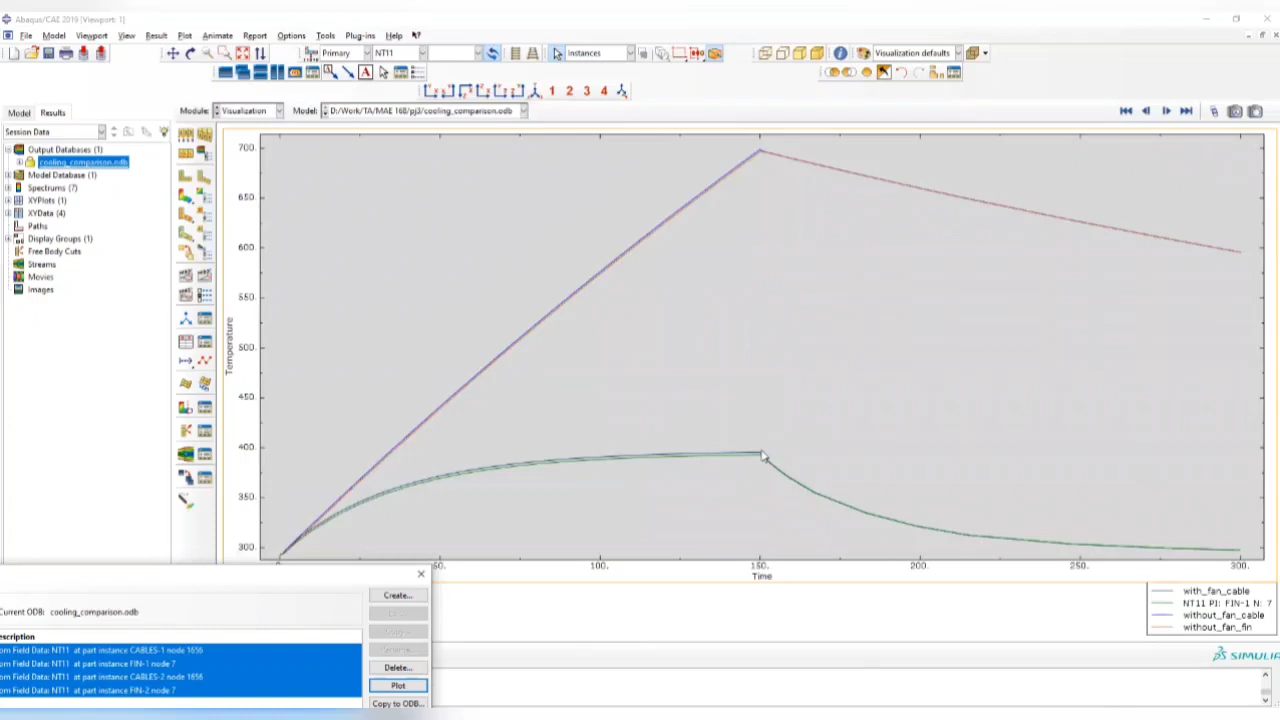 Abaqus/CAE 2019 [Viewport: 1]
File Model Viewport View Result Plot Animate Report Options Tools Plug-ins Help
Primary NT11 Instances Visualization defaults
1 2 3 4
Model Results Module: Visualization Model: D:/Work/TA/MAE 168/pj3/cooling_comparison.odb
Session Data
Output Databases (1)
cooling_comparison.odb
Model Database (1)
Spectrums (7)
XYPlots (1)
XYData (4)
Paths
Display Groups (1)
Free Body Cuts
Streams
Movies
Images
700.
650.
600.
550.
500.
450.
400.
350.
300.
Temperature
100. 150. 200. 250. 300.
Time
with_fan_cable
NT11 PI: FIN-1 N: 7
without_fan_cable
without_fan_fin
Create...
Current ODB: cooling_comparison.odb
om Field Data: NT11 at part instance CABLES-1 node 1656
om Field Data: NT11 at part instance FIN-1 node 7
om Field Data: NT11 at part instance CABLES-2 node 1656
om Field Data: NT11 at part instance FIN-2 node 7
Delete...
Plot
Copy to ODB...
SIMULIA